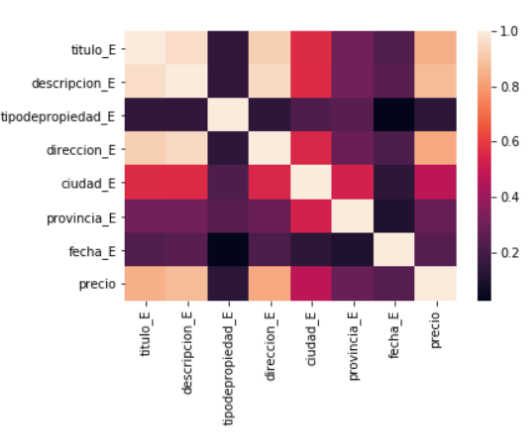 titulo_E
descripcion_E
tipodepropiedad_E
direccion_E
ciudad_E
provincia_E
fecha_E
precio
titulo_E
descripcion_E
tipodepropiedad_E
direccion_E
ciudad_E
provincia_E
fecha_E
precio
1.0
0.8
0.6
0.4
0.2